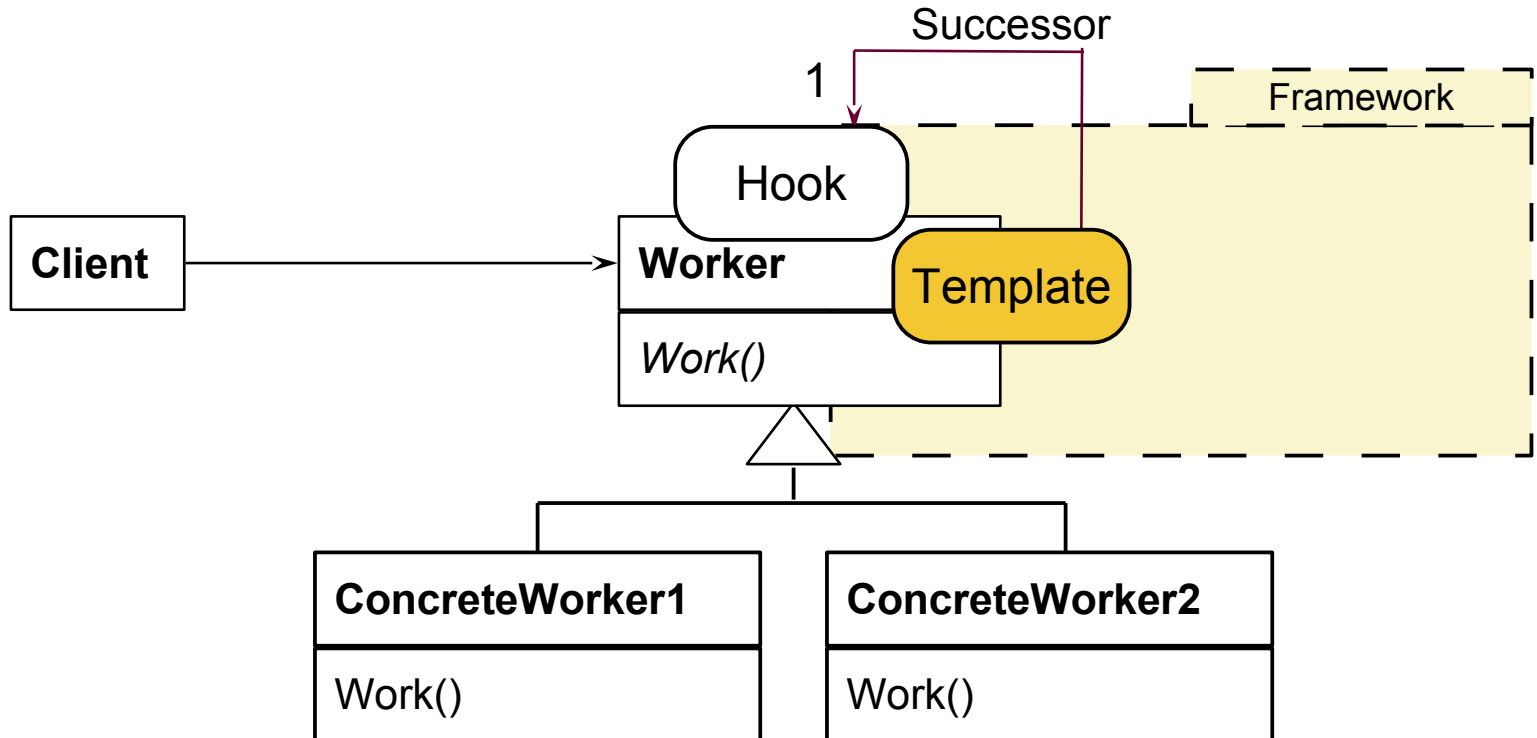 Successor
1
Framework
Hook
Client
Worker
Template
Work()
ConcreteWorker1
ConcreteWorker2
Work()
Work()